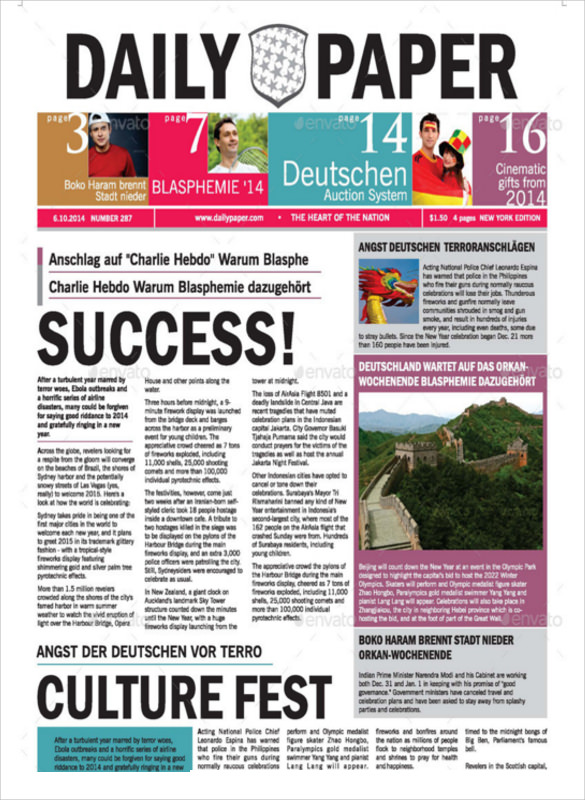 DAILY PAPER
page 3
Boko Haram brennt
Stadt nieder
page 7
BLASPHEMIE '14
page 14
Deutschen
Auction System
page 16
Cinematic
gifts from
2014
6.10.2014 NUMBER 287
www.dailypaper.com • THE HEART OF THE NATION
$1.50 4 pages NEW YORK EDITION
Anschlag auf "Charlie Hebdo" Warum Blasphe
Charlie Hebdo Warum Blasphemie dazugehört
SUCCESS!
After a turbulent year marred by
terror woes, Ebola outbreaks and
a horrific series of airline
disasters, many could be forgiven
for saying good riddance to 2014
and gratefully ringing in a new
year.
Across the globe, revelers looking for
a respite from the gloom will converge
on the beaches of Brazil, the shores of
Sydney harbor and the potentially
snowy streets of Las Vegas (yes,
really) to welcome 2015. Here's a
look at how the world is celebrating:
Sydney takes pride in being one of the
first major cities in the world to
welcome each new year, and it plans
to greet 2015 in its trademark glittery
fashion - with a tropical-style
fireworks display featuring
shimmering gold and silver palm tree
pyrotechnic effects.
More than 1.5 million revelers
crowded along the shores of the city's
famed harbor in warm summer
weather to watch the vivid eruption of
light over the Harbour Bridge, Opera
House and other points along the
water.
Three hours before midnight, a 9-
minute firework display was launched
from the bridge deck and barges
across the harbor as a preliminary
event for young children. The
appreciative crowd cheered as 7 tons
of fireworks exploded, including
11,000 shells, 25,000 shooting
comets and more than 100,000
individual pyrotechnic effects.
The festivities, however, come just
two weeks after an Iranian-born self-
styled cleric took 18 people hostage
inside a downtown cafe. A tribute to
two hostages killed in the siege was
to be displayed on the pylons of the
Harbour Bridge during the main
fireworks display, and an extra 3,000
police officers were patrolling the city.
Still, Sydneysiders were encouraged to
celebrate as usual.
In New Zealand, a giant clock on
Auckland's landmark Sky Tower
structure counted down the minutes
until the New Year, with a huge
fireworks display launching from the
tower at midnight.
The loss of AirAsia Flight 8501 and a
deadly landslide in Central Java are
recent tragedies that have muted
celebration plans in the Indonesian
capital Jakarta. City Governor Basuki
Tjahaja Purnama said the city would
conduct prayers for the victims of the
tragedies as well as host the annual
Jakarta Night Festival.
Other Indonesian cities have opted to
cancel or tone down their
celebrations. Surabaya's Mayor Tri
Rismaharini banned any kind of New
Year entertainment in Indonesia's
second-largest city, where most of the
162 people on the AirAsia flight that
crashed Sunday were from. Hundreds
of Surabaya residents, including
young children.
The appreciative crowd the pylons of the
Harbour Bridge during the main
fireworks display, cheered as 7 tons of
fireworks exploded, including 11,000
shells, 25,000 shooting comets and
more than 100,000 individual
pyrotechnic effects.
ANGST DEUTSCHEN TERRORANSCHLÄGEN
Acting National Police Chief Leonardo Espina
has warned that police in the Philippines
who fire their guns during normally raucous
celebrations will lose their jobs. Thunderous
fireworks and gunfire normally leave
communities shrouded in smog and gun
smoke, and result in hundreds of injuries
every year, including even deaths, some due
to stray bullets. Since the New Year celebration began Dec. 21 more
than 160 people have been injured.
DEUTSCHLAND WARTET AUF DAS ORKAN-
WOCHENENDE BLASPHEMIE DAZUGEHÖRT
Beijing will count down the New Year at an event in the Olympic Park
designed to highlight the capital's bid to host the 2022 Winter
Olympics. Skaters will perform and Olympic medalist figure skater
Zhao Hongbo, Paralympics gold medalist swimmer Yang Yang and
pianist Lang Lang will appear. Celebrations will also take place in
Zhangjiakou, the city in neighboring Hebei province which is co-
hosting the bid, and at the foot of part of the Great Wall.
BOKO HARAM BRENNT STADT NIEDER
ORKAN-WOCHENENDE
Indian Prime Minister Narendra Modi and his Cabinet are working
both Dec. 31 and Jan. 1 in keeping with his promise of "good
governance." Government ministers have canceled travel and
celebration plans and have been asked to stay away from splashy
parties and celebrations.
ANGST DER DEUTSCHEN VOR TERRO
CULTURE FEST
After a turbulent year marred by terror woes,
Ebola outbreaks and a horrific series of airline
disasters, many could be forgiven for saying good
riddance to 2014 and gratefully ringing in a new
Acting National Police Chief
Leonardo Espina has warned
that police in the Philippines
who fire their guns during
normally raucous celebrations
perform and Olympic medalist
figure skater Zhao Hongbo,
Paralympics gold medalist
swimmer Yang Yang and pianist
Lang Lang will appear.
fireworks and bonfires around
the nation as millions of people
flock to neighborhood temples
and shrines to pray for health
and happiness.
timed to the midnight bongs of
Big Ben, Parliament's famous
bell.
Revelers in the Scottish capital,